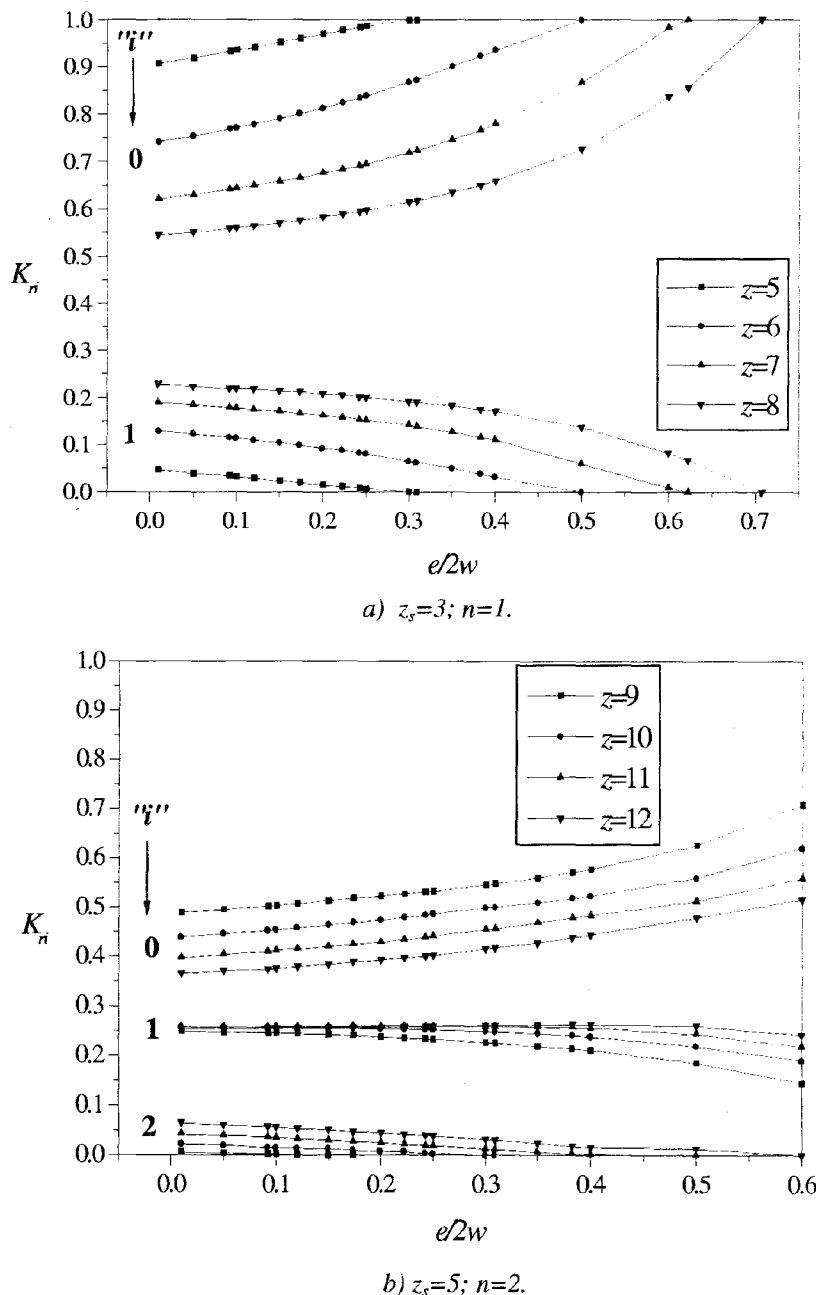 1.0
0.9
0.8
0.7
0.6
0.5
0.4
0.3
0.2
0.1
0.0
"i"
0
1
K_ri
z=5
z=6
z=7
z=8
0.0 0.1 0.2 0.3 0.4 0.5 0.6 0.7
e/2w
a) z_s=3; n=1.
1.0
0.9
0.8
0.7
0.6
0.5
0.4
0.3
0.2
0.1
0.0
"i"
0
1
2
K_ri
z=9
z=10
z=11
z=12
0.0 0.1 0.2 0.3 0.4 0.5 0.6
e/2w
b) z_s=5; n=2.